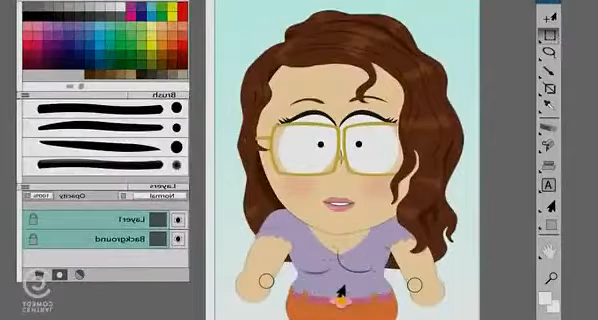 Brush
Layers
Opacity 100% Normal
Layer1
Background
A
COMEDY
CENTRAL